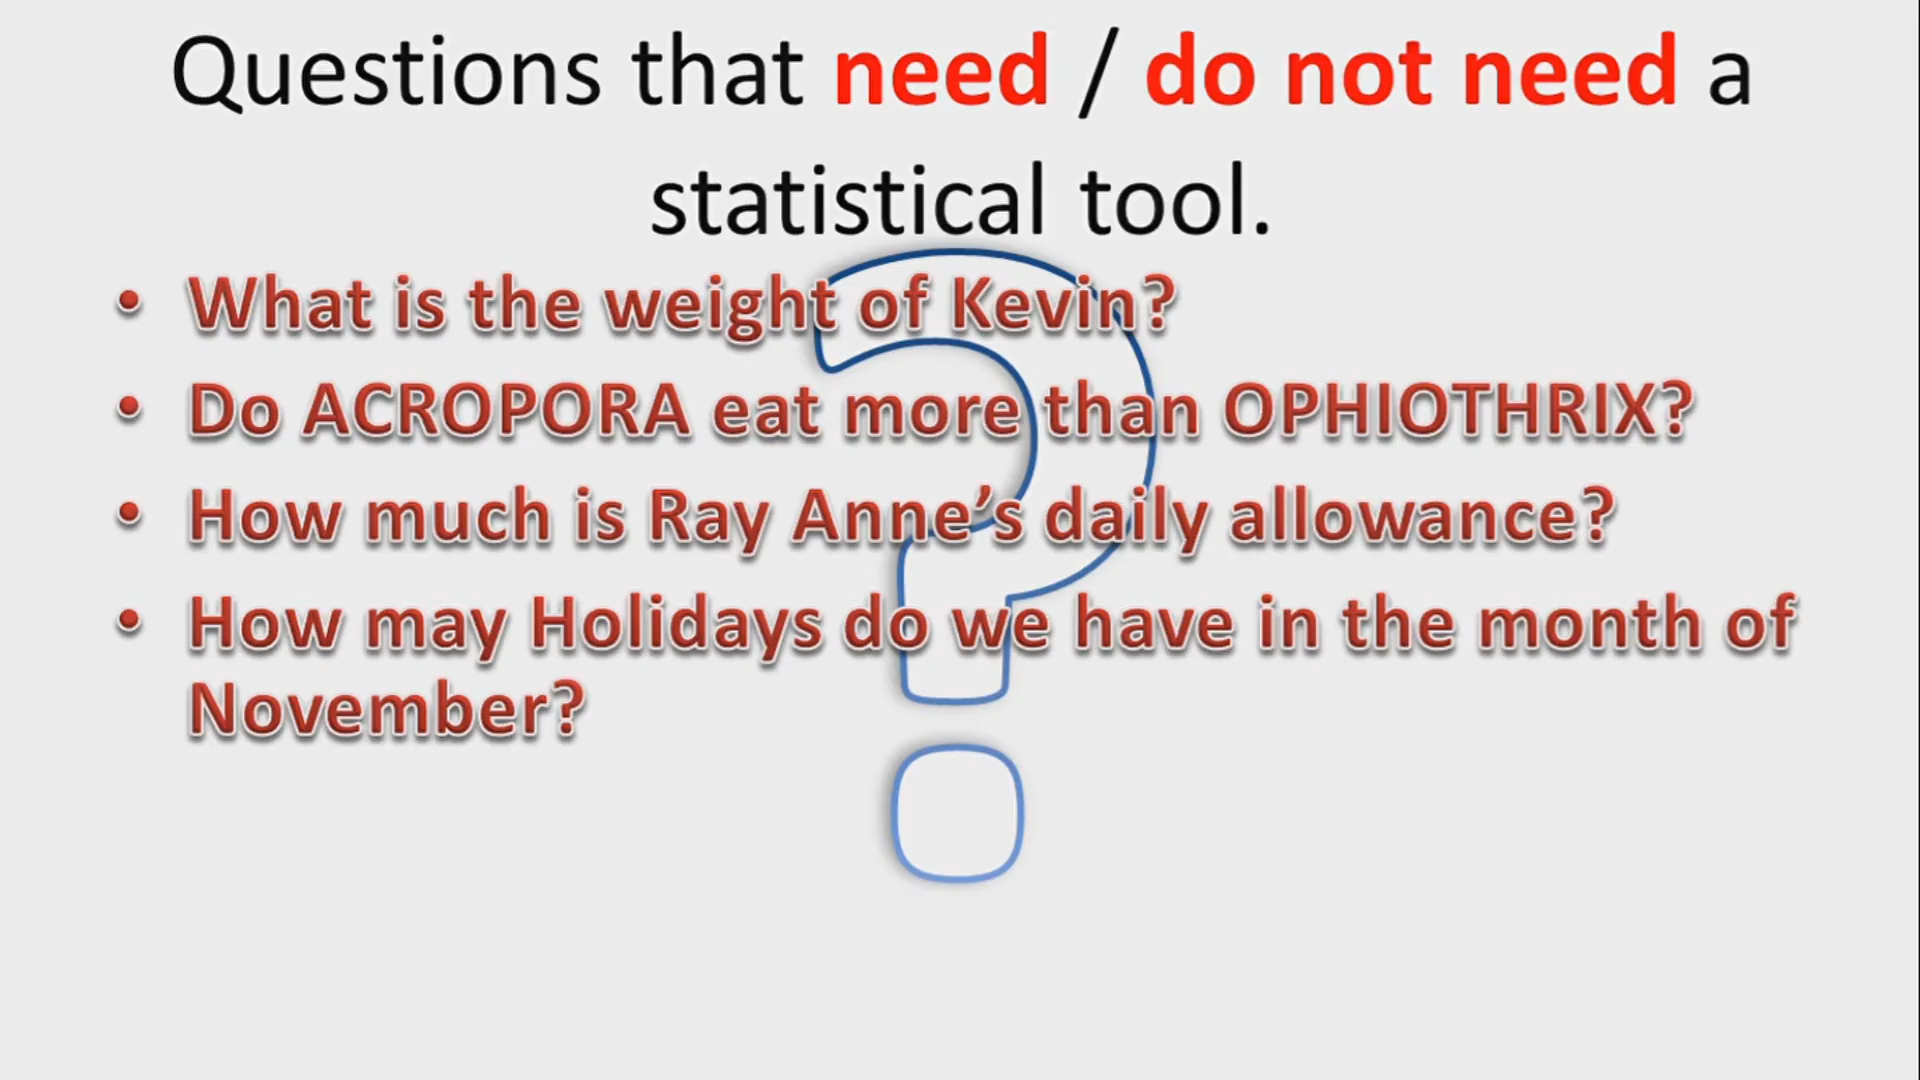 Questions that need / do not need a
statistical tool.
• What is the weight of Kevin?
• Do ACROPORA eat more than OPHIOTHRIX?
• How much is Ray Anne’s daily allowance?
• How may Holidays do we have in the month of
November?